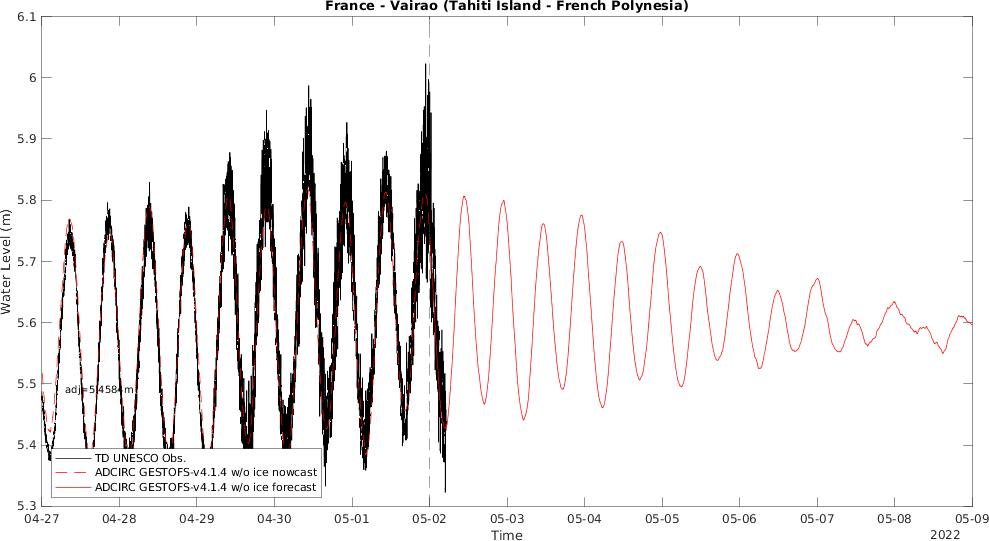 France - Vairao (Tahiti Island - French Polynesia)
6.1
6
5.9
5.8
5.7
5.6
5.5
5.4
5.3
Water Level (m)
adj=5.4584m
TD UNESCO Obs.
ADCIRC GESTOFS-v4.1.4 w/o ice nowcast
ADCIRC GESTOFS-v4.1.4 w/o ice forecast
04-27 04-28 04-29 04-30 05-01 05-02 05-03 05-04 05-05 05-06 05-07 05-08 05-09
Time
2022